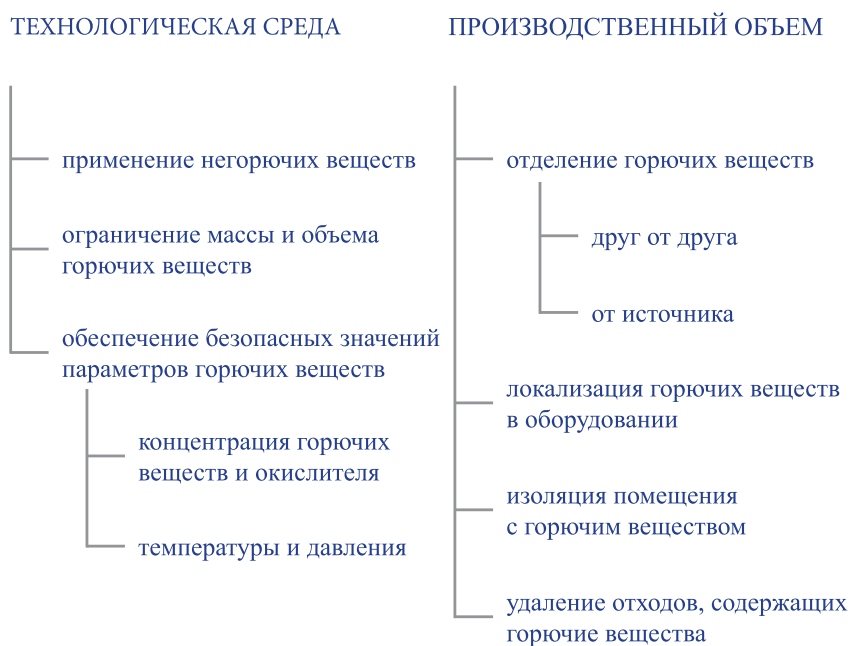 ТЕХНОЛОГИЧЕСКАЯ СРЕДА
применение негорючих веществ
ограничение массы и объема
горючих веществ
обеспечение безопасных значений
параметров горючих веществ
концентрация горючих
веществ и окислителя
температуры и давления
ПРОИЗВОДСТВЕННЫЙ ОБЪЕМ
отделение горючих веществ
друг от друга
от источника
локализация горючих веществ
в оборудовании
изоляция помещения
с горючим веществом
удаление отходов, содержащих
горючие вещества